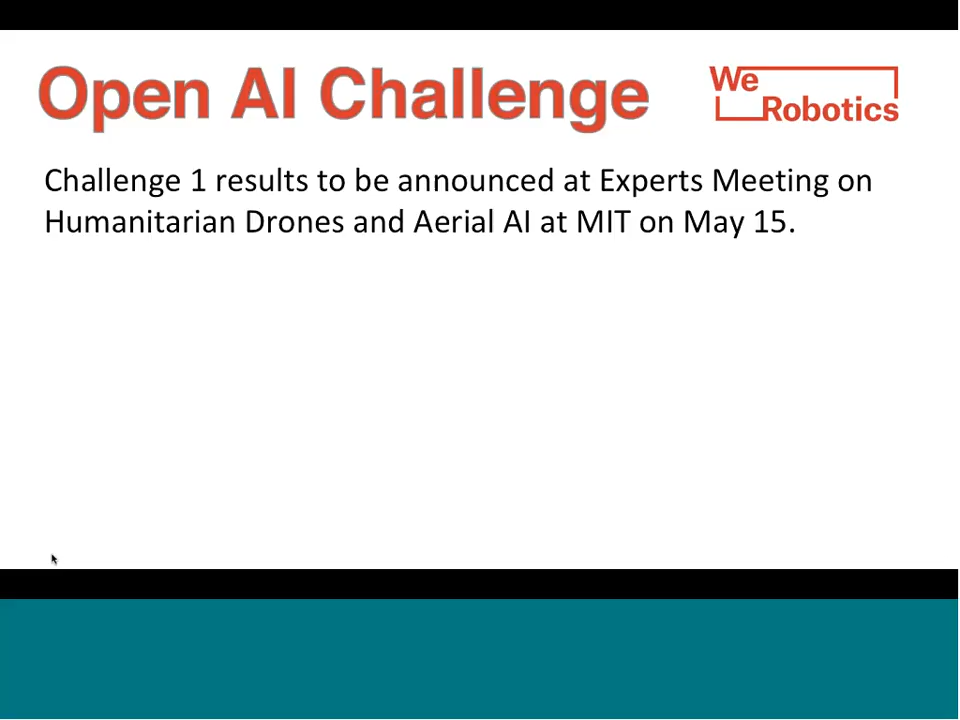 Open AI Challenge
We
Robotics
Challenge 1 results to be announced at Experts Meeting on
Humanitarian Drones and Aerial AI at MIT on May 15.